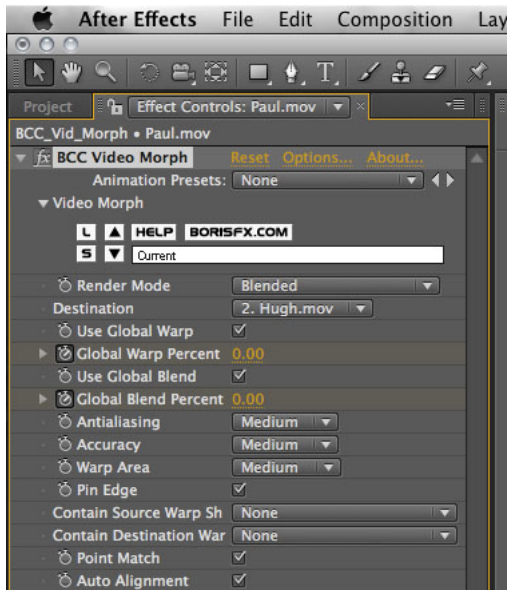 After Effects File Edit Composition Lay
Project Effect Controls: Paul.mov
BCC_Vid_Morph • Paul.mov
fx BCC Video Morph Reset Options... About...
Animation Presets: None
Video Morph
L HELP BORISFX.COM
S Current
Render Mode Blended
Destination 2. Hugh.mov
Use Global Warp
Global Warp Percent 0.00
Use Global Blend
Global Blend Percent 0.00
Antialiasing Medium
Accuracy Medium
Warp Area Medium
Pin Edge
Contain Source Warp Sh None
Contain Destination War None
Point Match
Auto Alignment